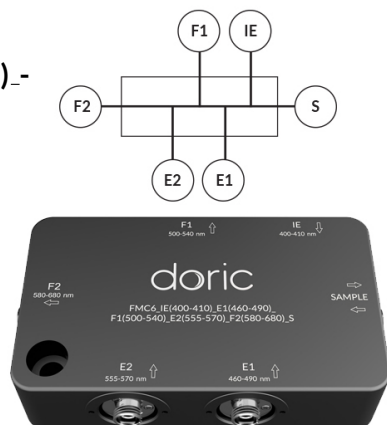 F1 IE
)_-
F2 S
E2 E1
F1 IE
500-540 nm 400-410 nm
F2
580-680 nm
doric
SAMPLE
FMC6_IE(400-410)_E1(460-490)_
F1(500-540)_E2(555-570)_F2(580-680)_S
E2 E1
555-570 nm 460-490 nm